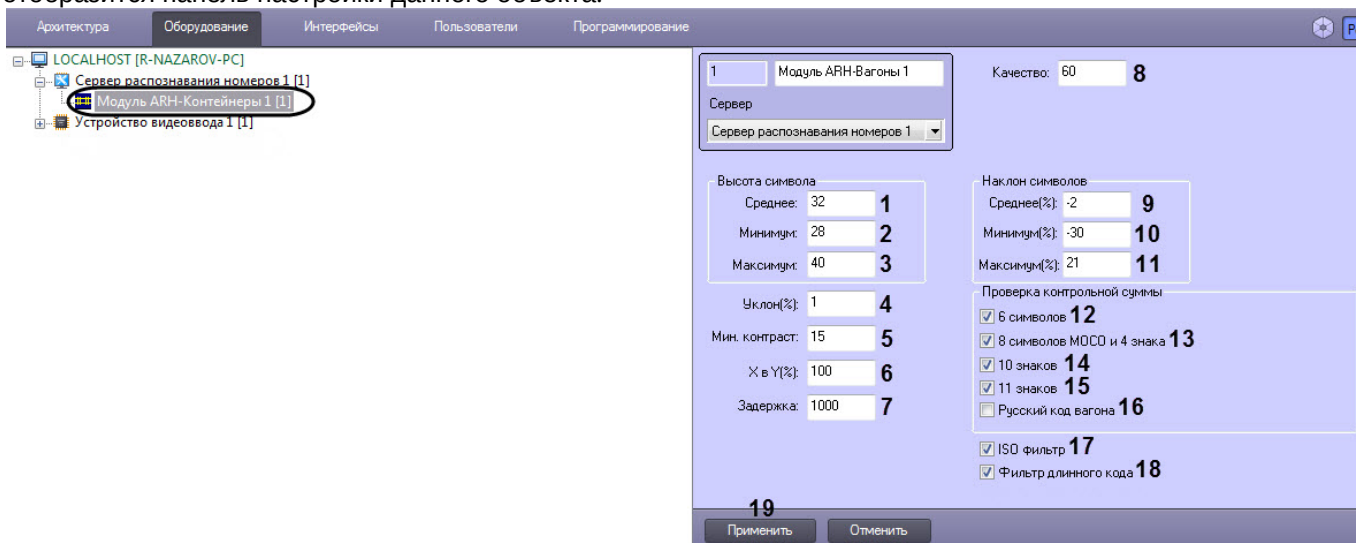 отобразится панель настройки данного объекта.
Архитектура Оборудование Интерфейсы Пользователи Программирование
LOCALHOST [R-NAZAROV-PC]
Сервер распознавания номеров 1 [1]
Модуль ARH-Контейнеры 1 [1]
Устройство видеоввода 1 [1]
1 Модуль ARH-Вагоны 1
Сервер
Сервер распознавания номеров 1
Качество: 60 8
Высота символа
Среднее: 32 1
Минимум: 28 2
Максимум: 40 3
Уклон(%): 1 4
Мин. контраст: 15 5
X в Y(%): 100 6
Задержка: 1000 7
Наклон символов
Среднее(%): -2 9
Минимум(%): -30 10
Максимум(%): 21 11
Проверка контрольной суммы
6 символов 12
8 символов МОСО и 4 знака 13
10 знаков 14
11 знаков 15
Русский код вагона 16
ISO фильтр 17
Фильтр длинного кода 18
19
Применить Отменить